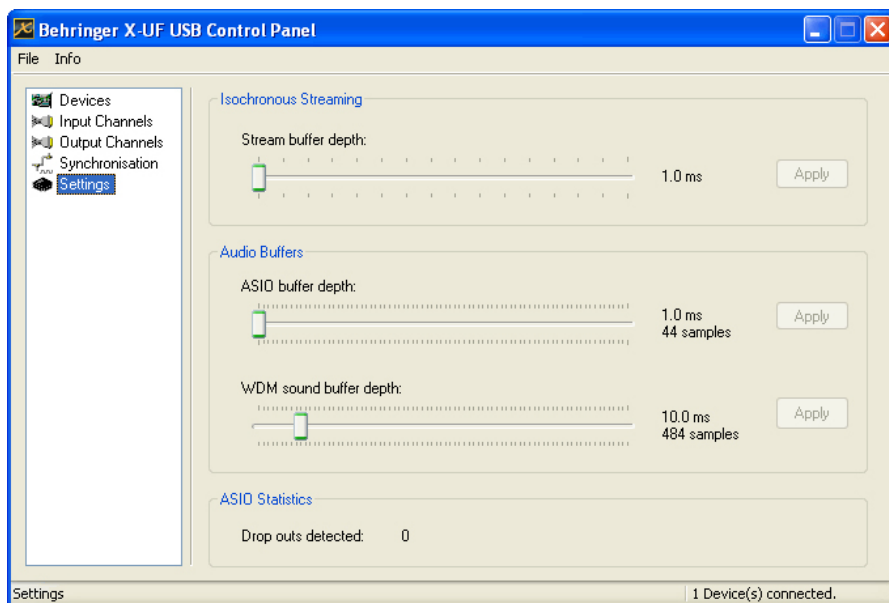 Behringer X-UF USB Control Panel
File Info
Devices
Input Channels
Output Channels
Synchronisation
Settings
Isochronous Streaming
Stream buffer depth:
1.0 ms
Apply
Audio Buffers
ASIO buffer depth:
1.0 ms
44 samples
Apply
WDM sound buffer depth:
10.0 ms
484 samples
Apply
ASIO Statistics
Drop outs detected: 0
Settings
1 Device(s) connected.